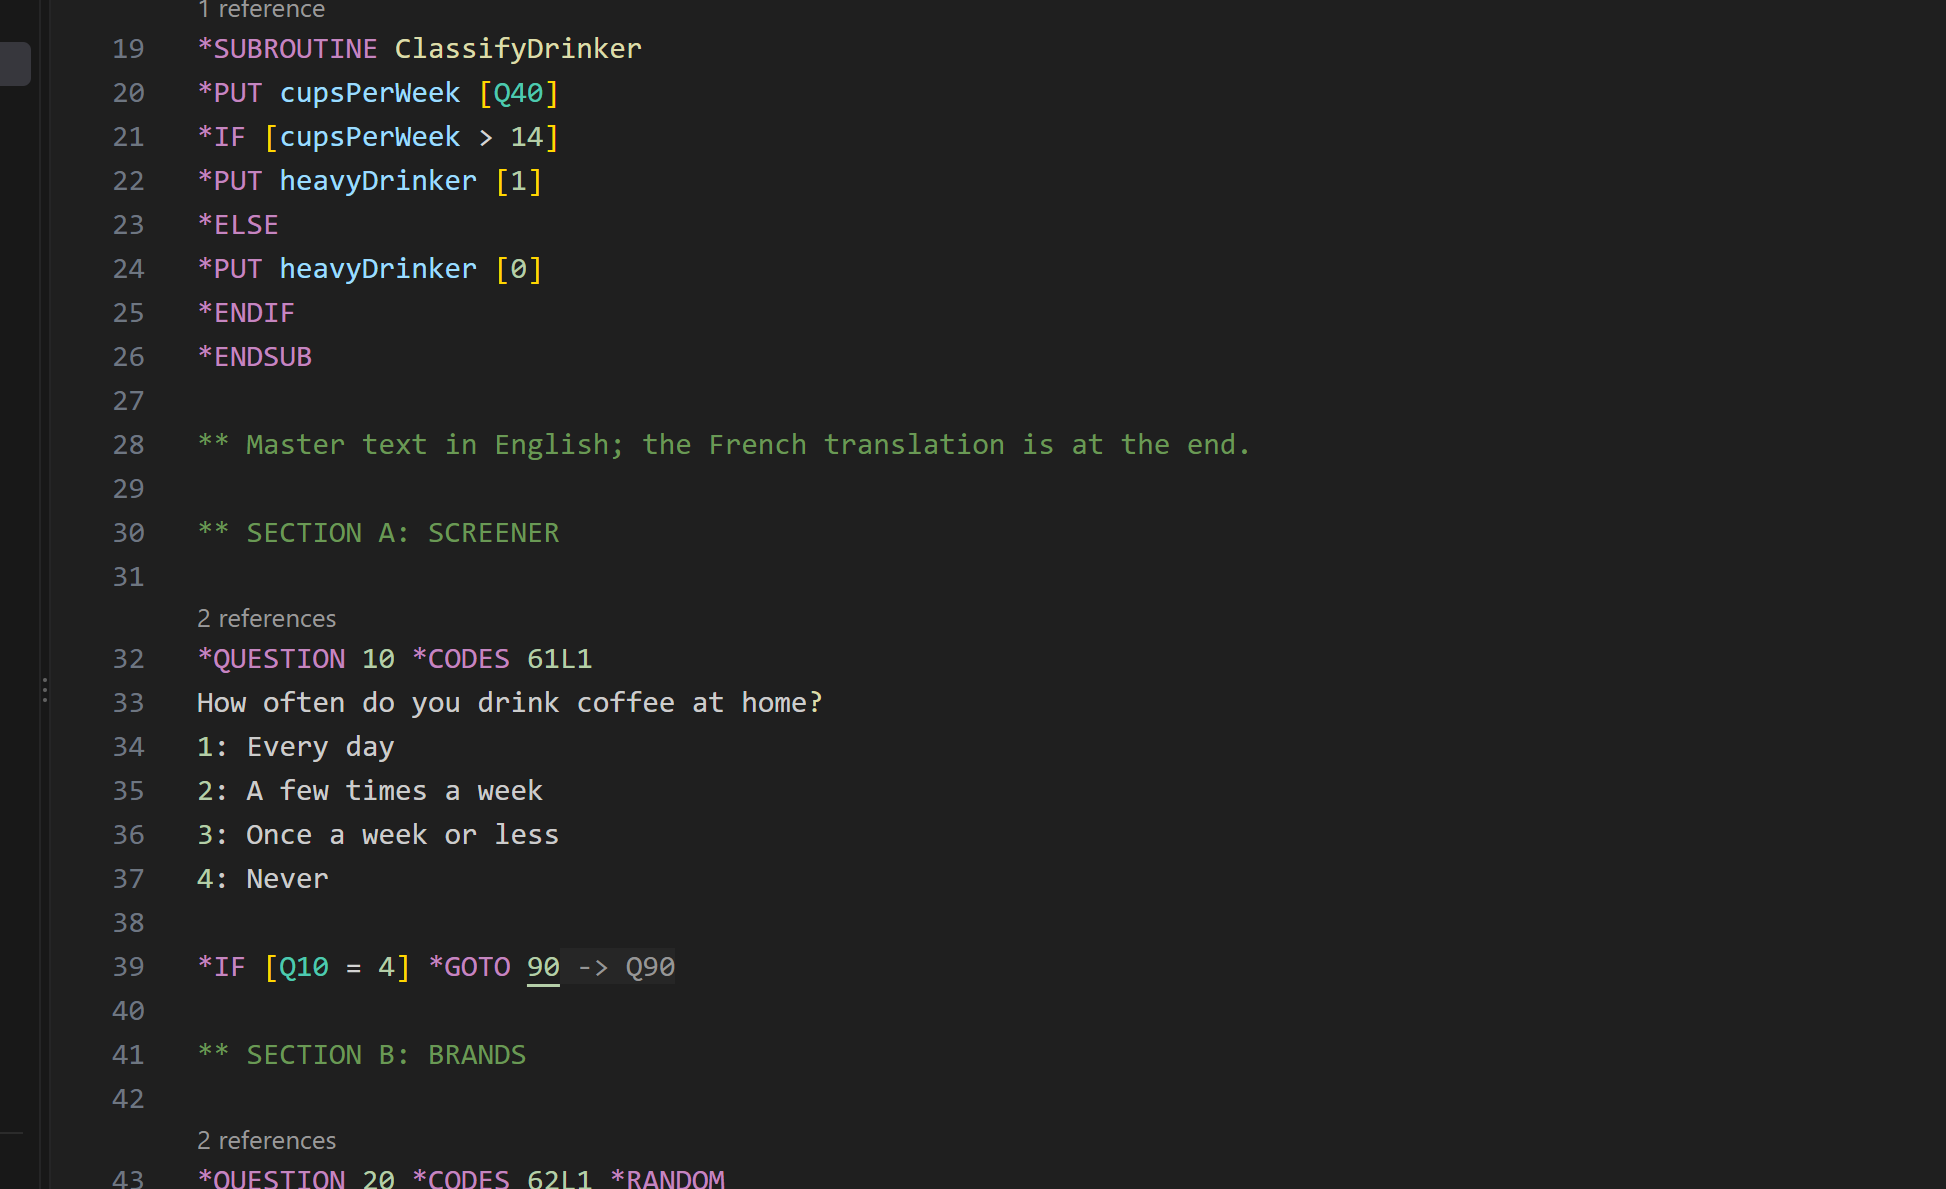 1 reference
19 *SUBROUTINE ClassifyDrinker
20 *PUT cupsPerWeek [Q40]
21 *IF [cupsPerWeek > 14]
22 *PUT heavyDrinker [1]
23 *ELSE
24 *PUT heavyDrinker [0]
25 *ENDIF
26 *ENDSUB
27
28 ** Master text in English; the French translation is at the end.
29
30 ** SECTION A: SCREENER
31
2 references
32 *QUESTION 10 *CODES 61L1
33 How often do you drink coffee at home?
34 1: Every day
35 2: A few times a week
36 3: Once a week or less
37 4: Never
38
39 *IF [Q10 = 4] *GOTO 90 -> Q90
40
41 ** SECTION B: BRANDS
42
2 references
43 *QUESTION 20 *CODES 62L1 *RANDOM